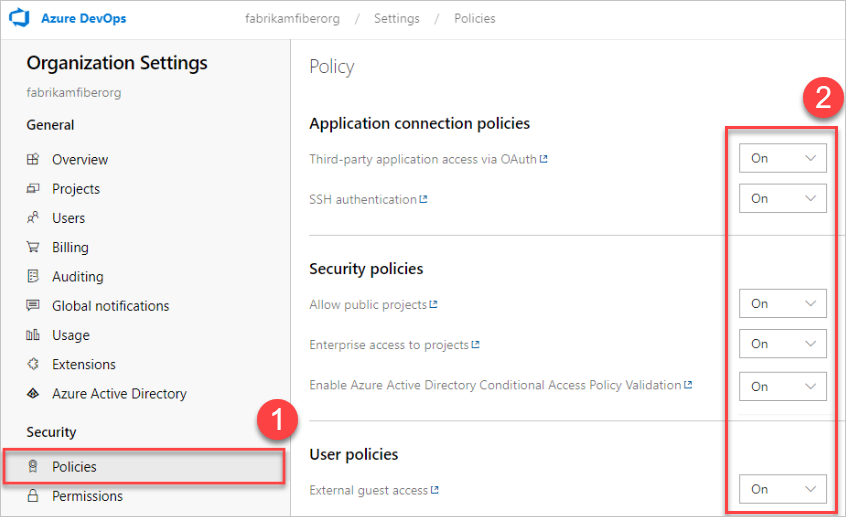 Azure DevOps
fabrikamfiberorg / Settings / Policies
Organization Settings
fabrikamfiberorg
General
Overview
Projects
Users
Billing
Auditing
Global notifications
Usage
Extensions
Azure Active Directory
1
Security
Policies
Permissions
Policy
2
Application connection policies
Third-party application access via OAuth On
SSH authentication On
Security policies
Allow public projects On
Enterprise access to projects On
Enable Azure Active Directory Conditional Access Policy Validation On
User policies
External guest access On